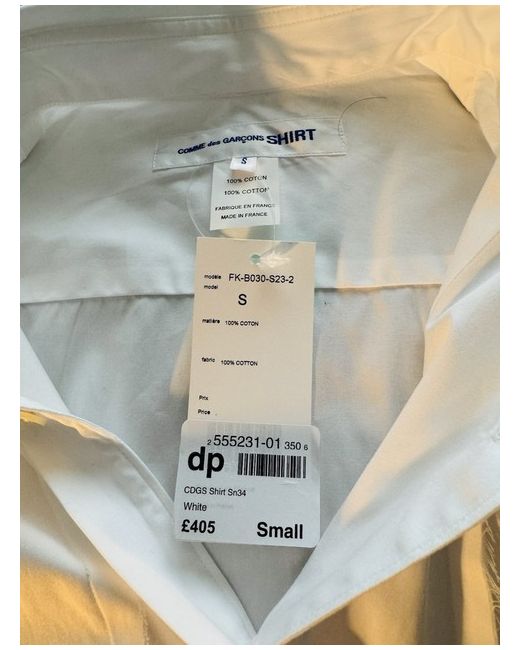 COMME des GARÇONS SHIRT
S
100% COTON
100% COTTON
FABRIQUE EN FRANCE
MADE IN FRANCE
modèle FK-B030-S23-2
model
S
matière 100% COTON
fabric 100% COTTON
Prix
Price
2 555231-01 350 6
dp
CDGS Shirt Sn34
White
£405 Small